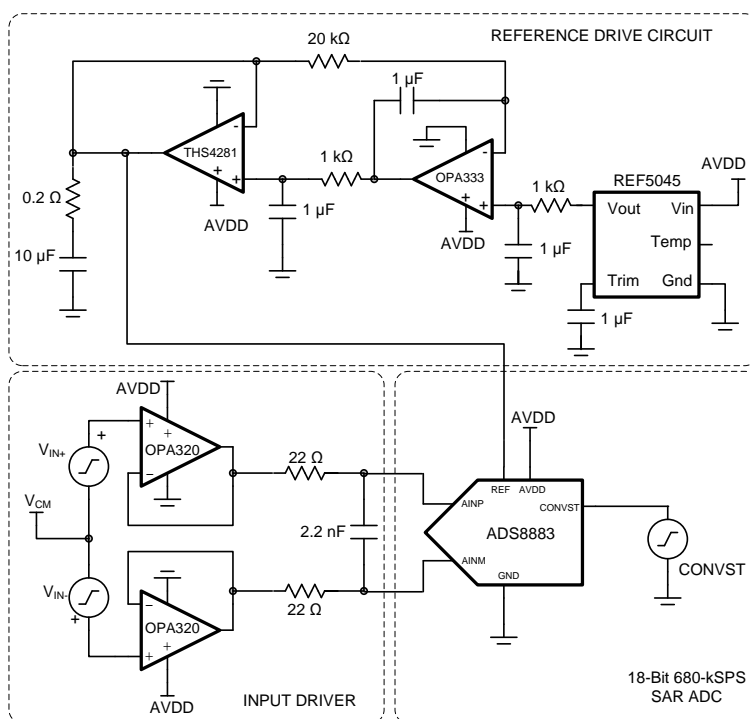 REFERENCE DRIVE CIRCUIT
20 kΩ
1 µF
-
THS4281
+
+
AVDD
1 kΩ
1 µF
-
OPA333
+
+
AVDD
1 kΩ
1 µF
REF5045
AVDD
Vout
Vin
Temp
Trim
Gnd
1 µF
0.2 Ω
10 µF
AVDD
+
+
OPA320
−
VIN+
+
VCM
VIN-
+
−
OPA320
+
+
AVDD
22 Ω
2.2 nF
22 Ω
INPUT DRIVER
AVDD
REF
AVDD
CONVST
AINP
ADS8883
AINM
GND
CONVST
18-Bit 680-kSPS
SAR ADC